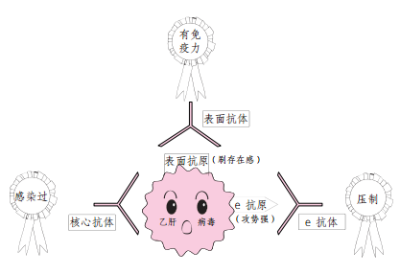 有免
疫力
表面抗体
表面抗原(刷存在感)
感染过
核心抗体
乙肝 病毒
e 抗原
(攻势强)
e 抗体
压制